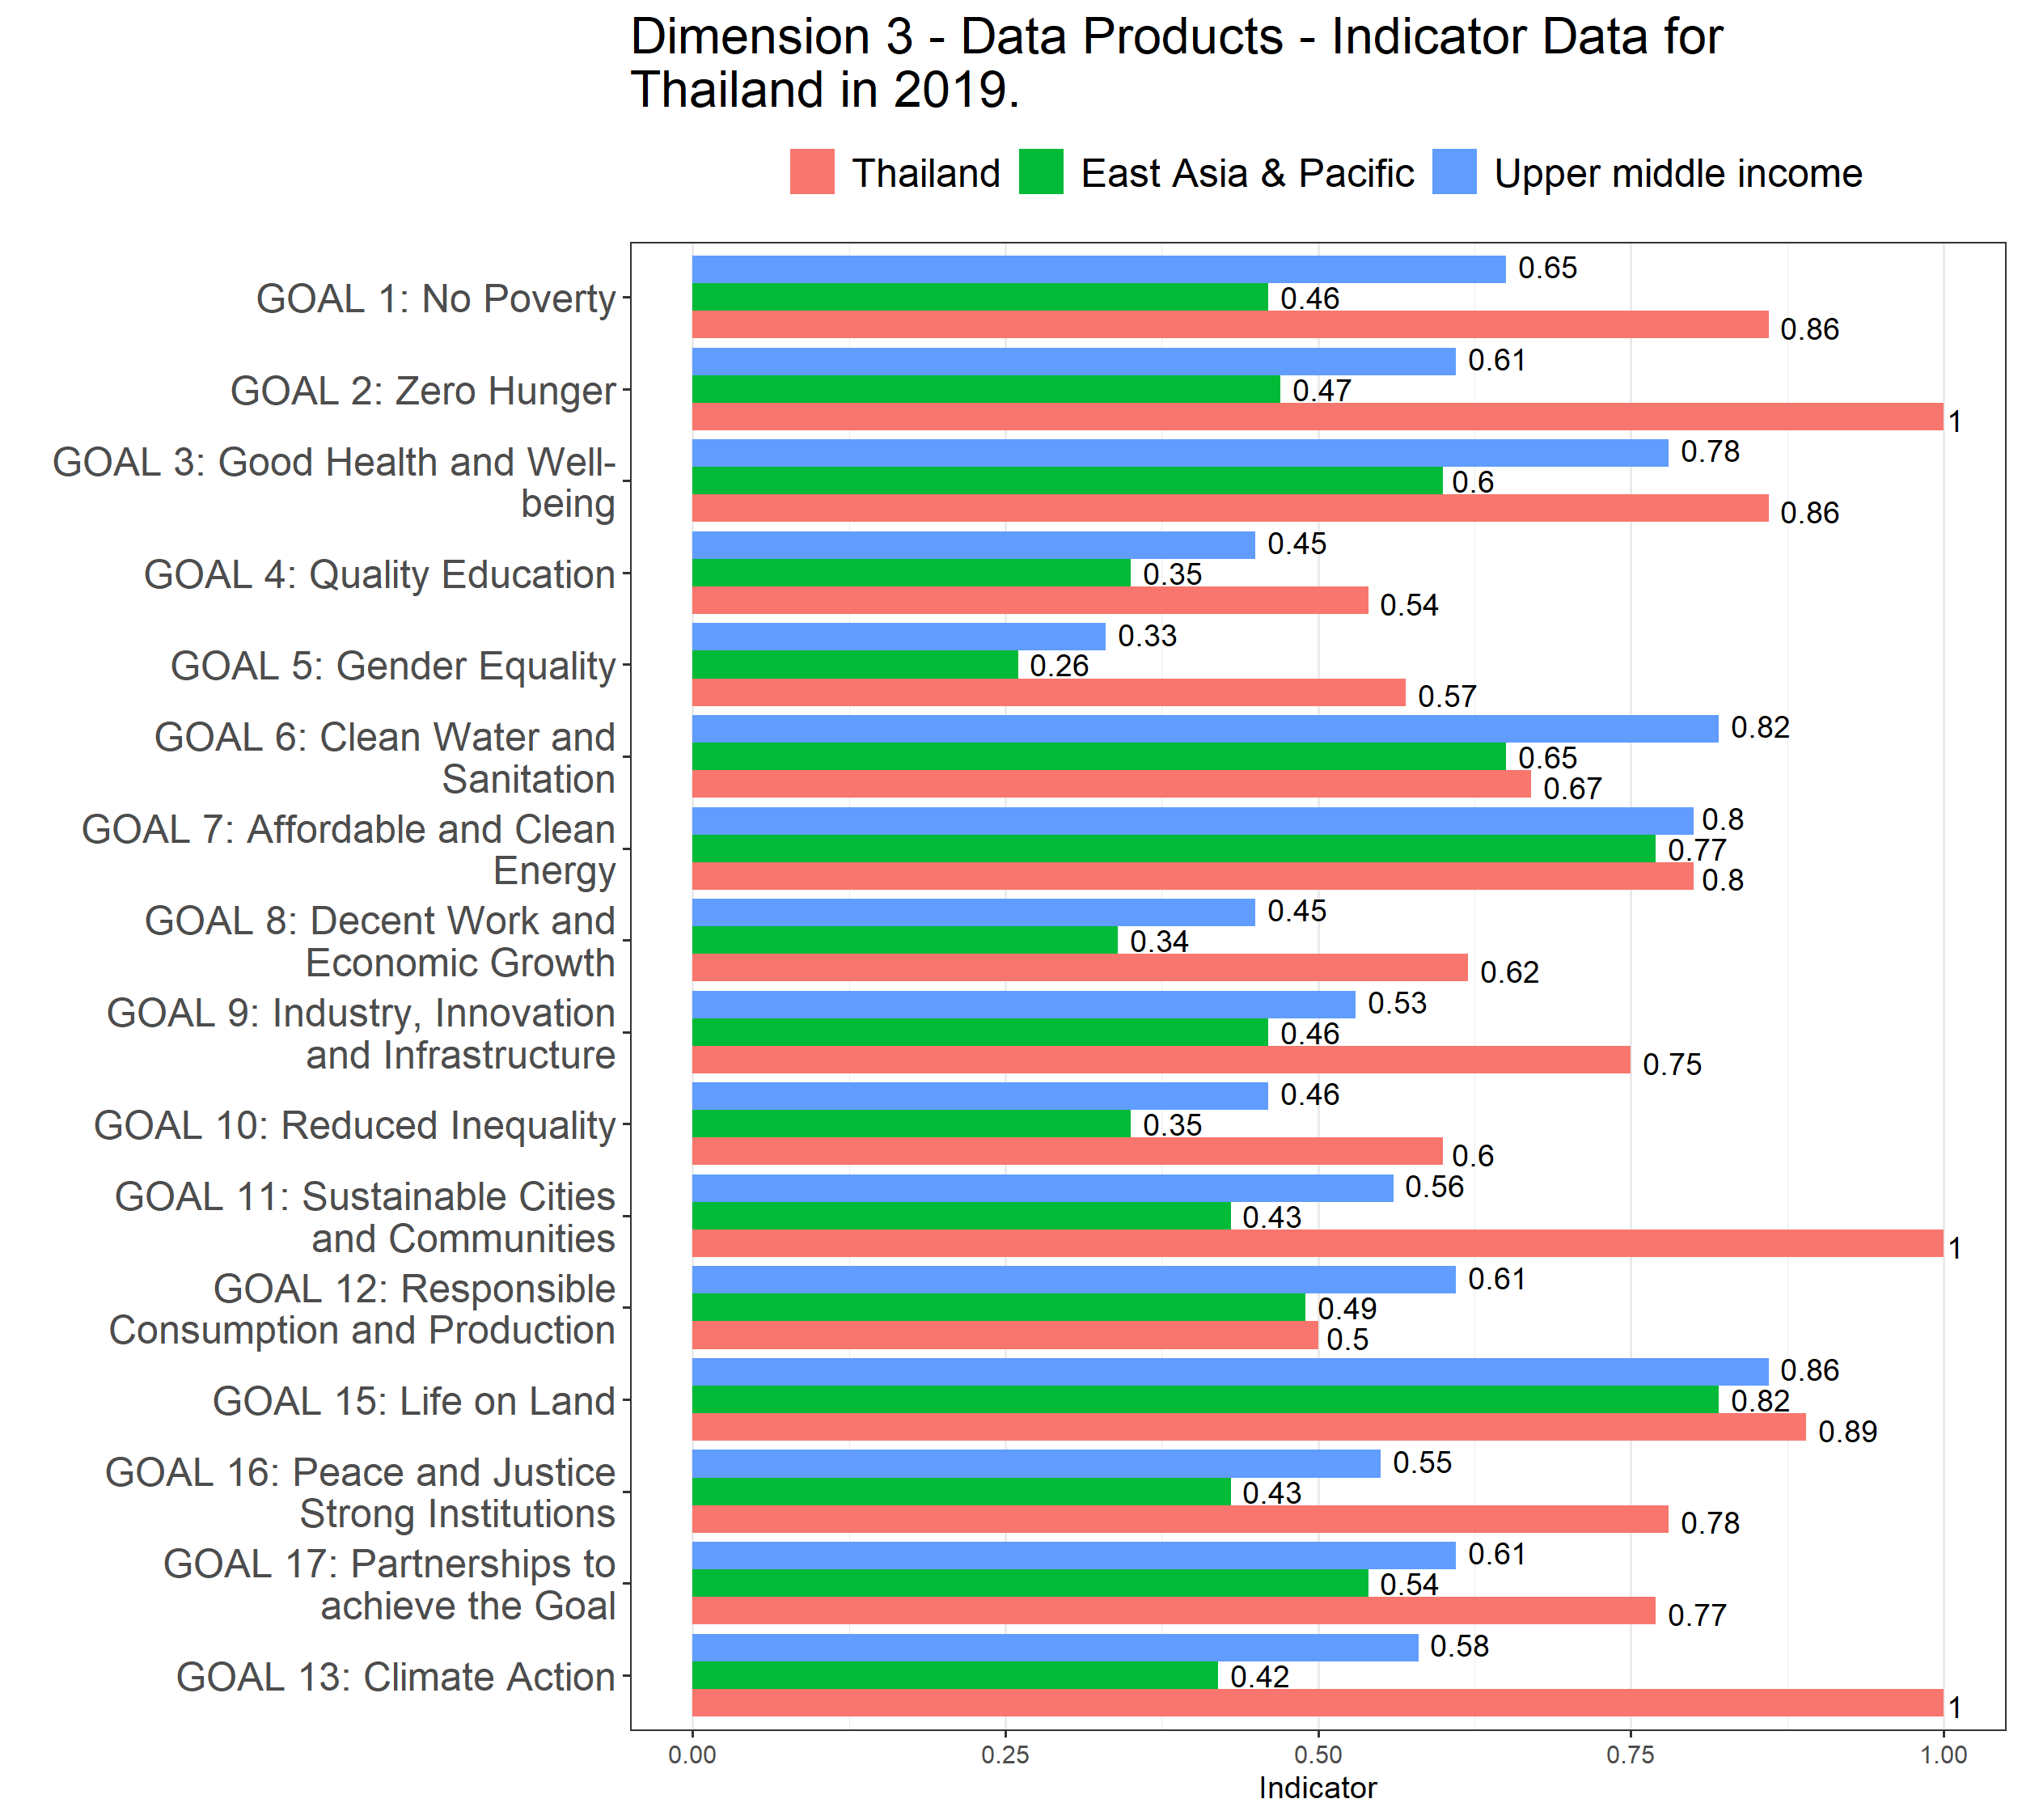 Dimension 3 - Data Products - Indicator Data for
Thailand in 2019.
Thailand East Asia & Pacific Upper middle income
GOAL 1: No Poverty
0.65
0.46
0.86
GOAL 2: Zero Hunger
0.61
0.47
1
GOAL 3: Good Health and Well-
being
0.78
0.6
0.86
GOAL 4: Quality Education
0.45
0.35
0.54
GOAL 5: Gender Equality
0.33
0.26
0.57
GOAL 6: Clean Water and
Sanitation
0.82
0.65
0.67
GOAL 7: Affordable and Clean
Energy
0.8
0.77
0.8
GOAL 8: Decent Work and
Economic Growth
0.45
0.34
0.62
GOAL 9: Industry, Innovation
and Infrastructure
0.53
0.46
0.75
GOAL 10: Reduced Inequality
0.46
0.35
0.6
GOAL 11: Sustainable Cities
and Communities
0.56
0.43
1
GOAL 12: Responsible
Consumption and Production
0.61
0.49
0.5
GOAL 15: Life on Land
0.86
0.82
0.89
GOAL 16: Peace and Justice
Strong Institutions
0.55
0.43
0.78
GOAL 17: Partnerships to
achieve the Goal
0.61
0.54
0.77
GOAL 13: Climate Action
0.58
0.42
1
0.00 0.25 0.50 0.75 1.00
Indicator